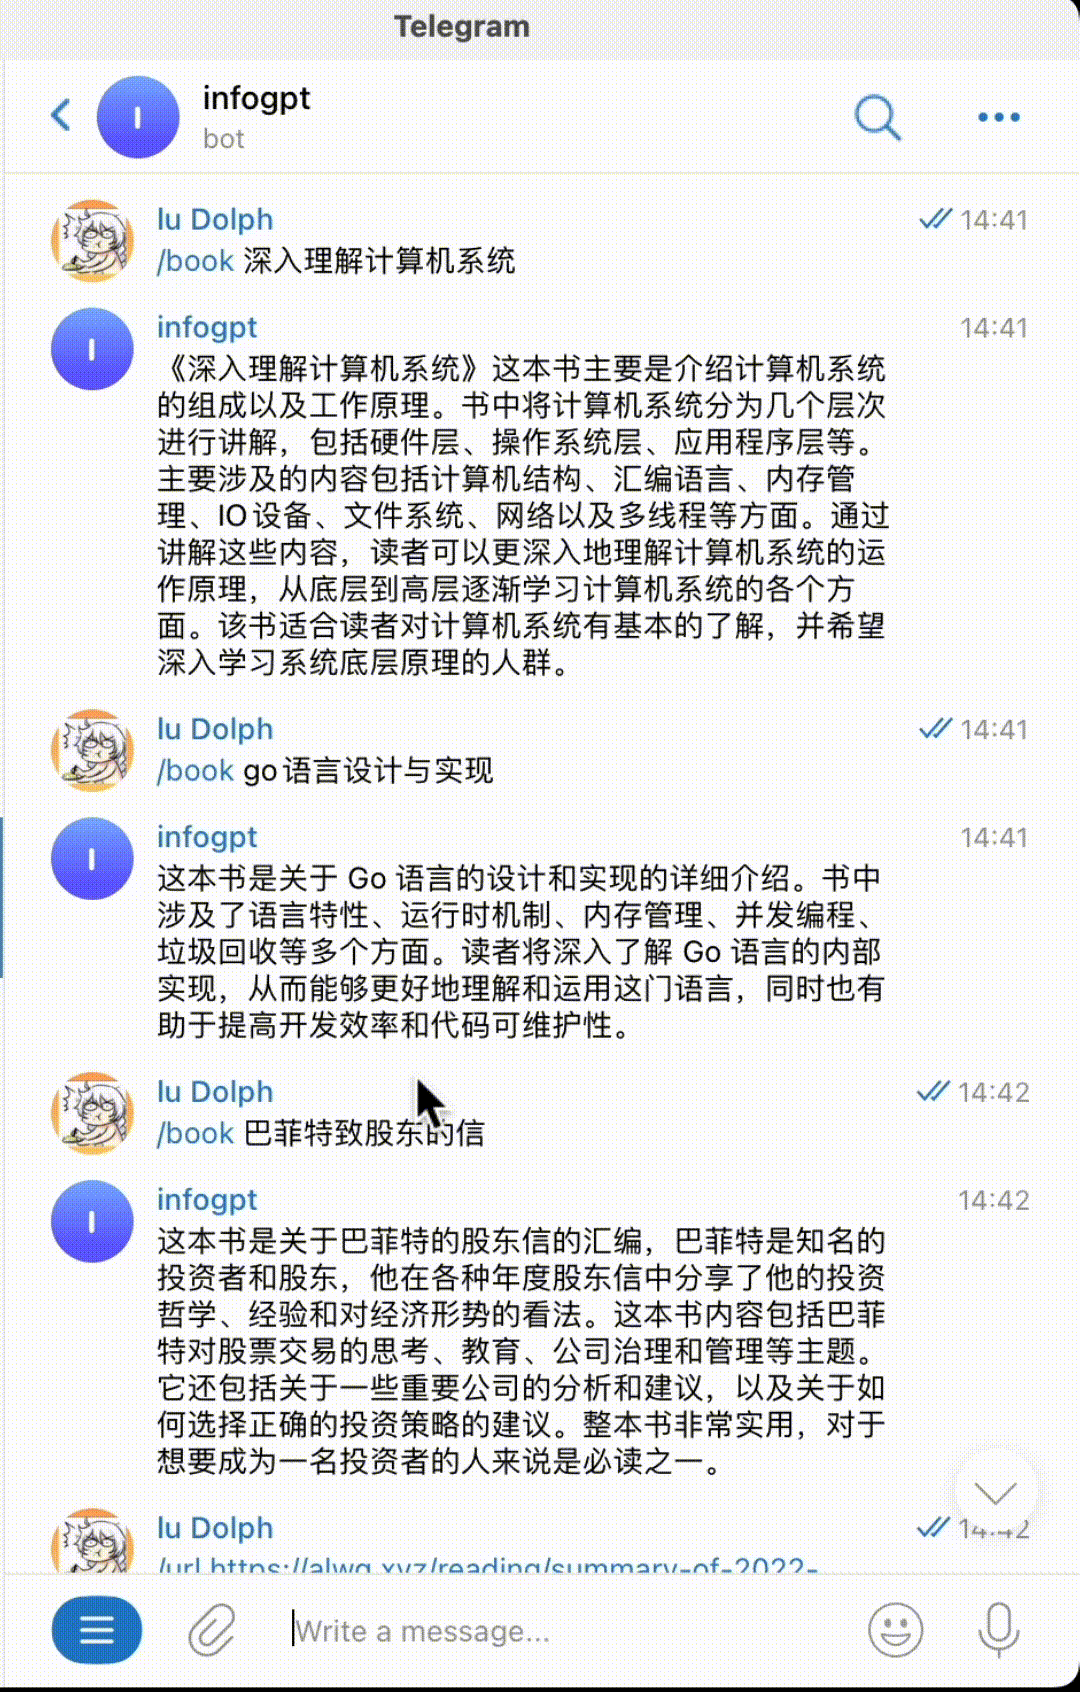 Telegram
infogpt
bot
lu Dolph
14:41
/book 深入理解计算机系统
infogpt
14:41
《深入理解计算机系统》这本书主要是介绍计算机系统
的组成以及工作原理。书中将计算机系统分为几个层次
进行讲解，包括硬件层、操作系统层、应用程序层等。
主要涉及的内容包括计算机结构、汇编语言、内存管
理、IO设备、文件系统、网络以及多线程等方面。通过
讲解这些内容，读者可以更深入地理解计算机系统的运
作原理，从底层到高层逐渐学习计算机系统的各个方
面。该书适合读者对计算机系统有基本的了解，并希望
深入学习系统底层原理的人群。
lu Dolph
14:41
/book go语言设计与实现
infogpt
14:41
这本书是关于 Go 语言的设计和实现的详细介绍。书中
涉及了语言特性、运行时机制、内存管理、并发编程、
垃圾回收等多个方面。读者将深入了解 Go 语言的内部
实现，从而能够更好地理解和运用这门语言，同时也有
助于提高开发效率和代码可维护性。
lu Dolph
14:42
/book 巴菲特致股东的信
infogpt
14:42
这本书是关于巴菲特的股东信的汇编，巴菲特是知名的
投资者和股东，他在各种年度股东信中分享了他的投资
哲学、经验和对经济形势的看法。这本书内容包括巴菲
特对股票交易的思考、教育、公司治理和管理等主题。
它还包括关于一些重要公司的分析和建议，以及关于如
何选择正确的投资策略的建议。整本书非常实用，对于
想要成为一名投资者的人来说是必读之一。
lu Dolph
14:42
/url https://alwq.xyz/reading/summary-of-2022-
Write a message...